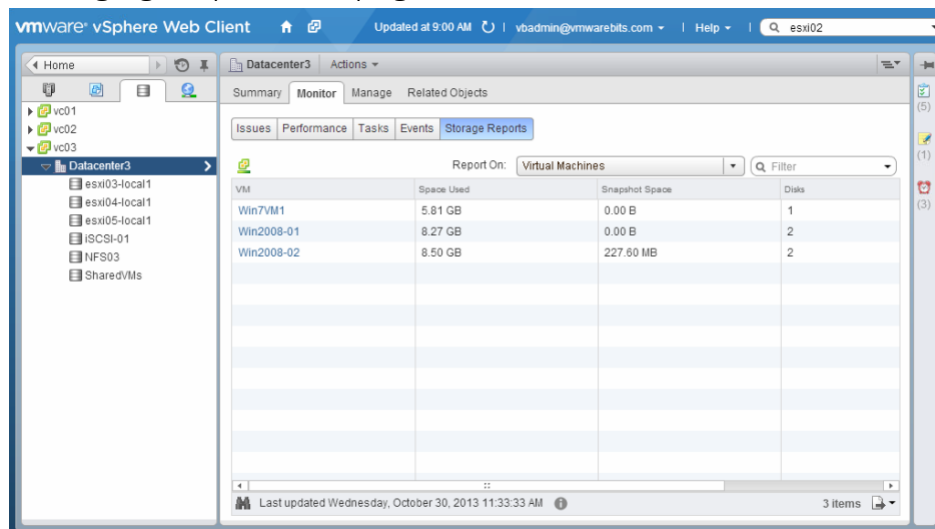 vmware® vSphere Web Client Updated at 9:00 AM | vbadmin@vmwarebits.com | Help | esxi02
Home
Datacenter3 Actions
Summary Monitor Manage Related Objects
(5)
vc01
vc02
vc03
Issues Performance Tasks Events Storage Reports
(1)
Datacenter3
Report On: Virtual Machines Filter
esxi03-local1
esxi04-local1
esxi05-local1
iSCSI-01
NFS03
SharedVMs
VM Space Used Snapshot Space Disks
(3)
Win7VM1 5.81 GB 0.00 B 1
Win2008-01 8.27 GB 0.00 B 2
Win2008-02 8.50 GB 227.60 MB 2
Last updated Wednesday, October 30, 2013 11:33:33 AM 3 items